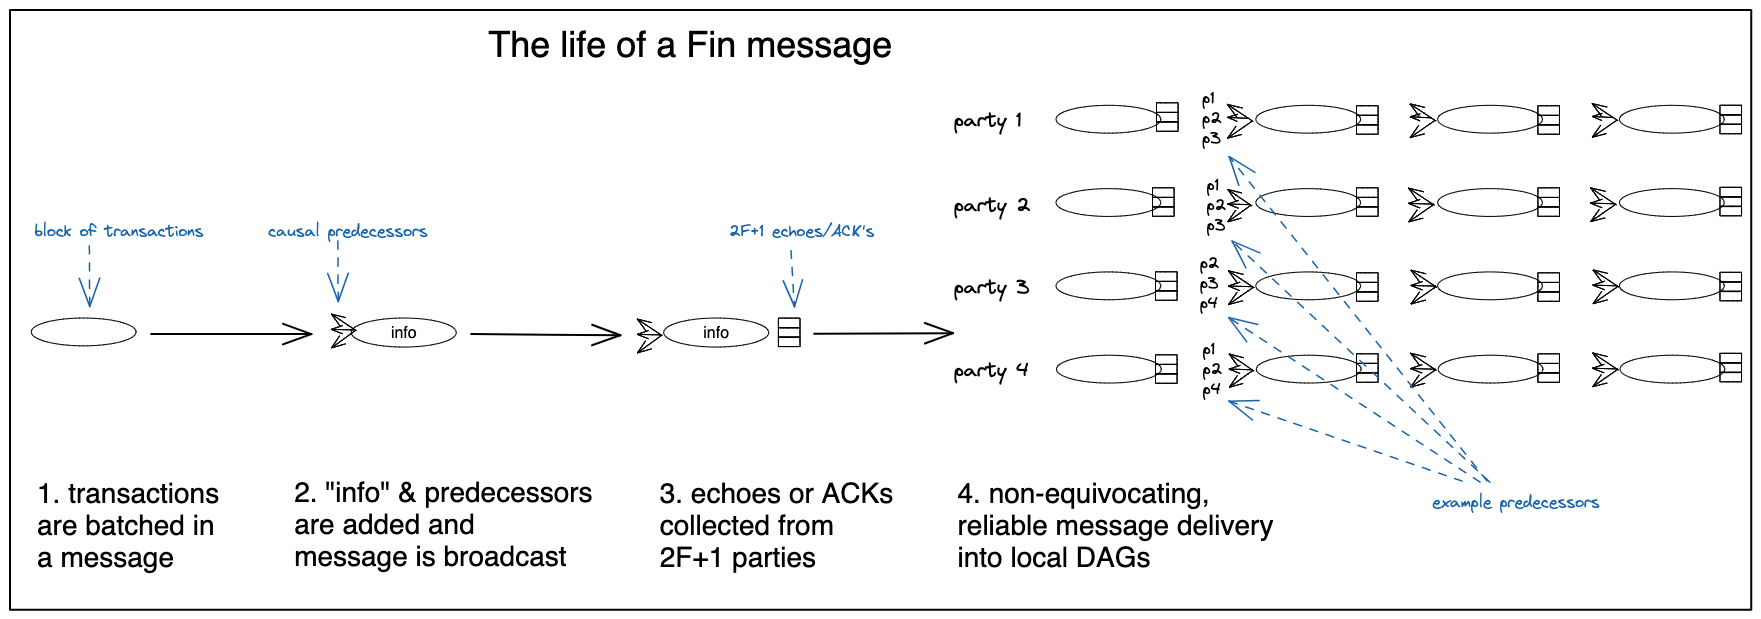 The life of a Fin message
party 1
p1
p2
p3
party 2
p1
p2
p3
block of transactions
causal predecessors
2F+1 echoes/ACK's
party 3
p2
p3
p4
info
info
party 4
p1
p2
p4
1. transactions
are batched in
a message
2. "info" & predecessors
are added and
message is broadcast
3. echoes or ACKs
collected from
2F+1 parties
4. non-equivocating,
reliable message delivery
into local DAGs
example predecessors